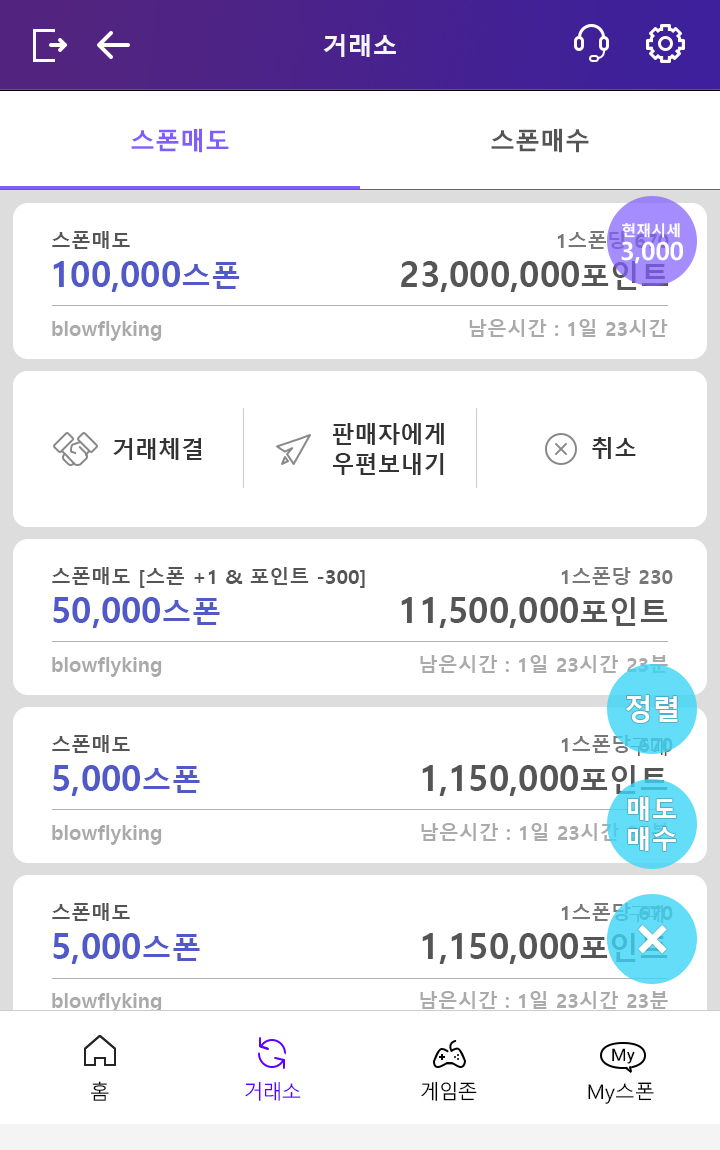 거래소
스폰매도 스폰매수
현재시세
3,000
스폰매도 1스폰당
100,000스폰 23,000,000포인트
blowflyking 남은시간 : 1일 23시간
거래체결
판매자에게
우편보내기
취소
스폰매도 [스폰 +1 & 포인트 -300] 1스폰당 230
50,000스폰 11,500,000포인트
blowflyking 남은시간 : 1일 23시간 23분
정렬
스폰매도 1스폰당
5,000스폰 1,150,000포인트
blowflyking 남은시간 : 1일 23시간
매도
매수
스폰매도 1스폰당
5,000스폰 1,150,000포인트
blowflyking 남은시간 : 1일 23시간 23분
홈 거래소 게임존 My스폰
My